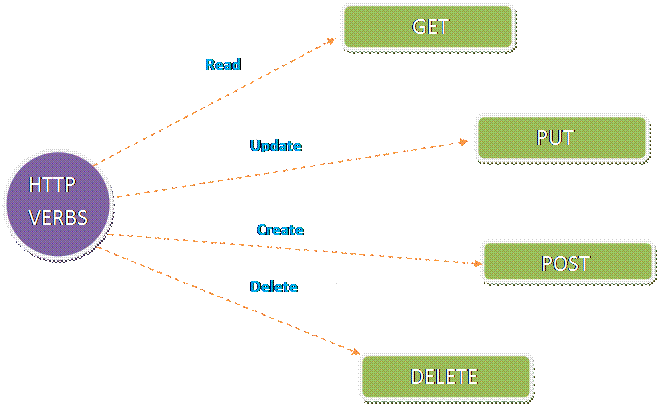 GET
Read
Update
PUT
HTTP
VERBS
Create
POST
Delete
DELETE